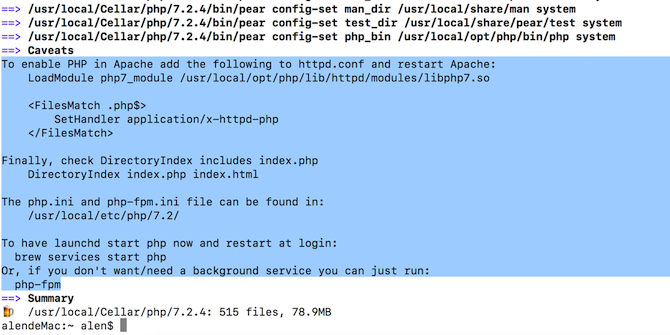 ==> /usr/local/Cellar/php/7.2.4/bin/pear config-set man_dir /usr/local/share/man system
==> /usr/local/Cellar/php/7.2.4/bin/pear config-set test_dir /usr/local/share/pear/test system
==> /usr/local/Cellar/php/7.2.4/bin/pear config-set php_bin /usr/local/opt/php/bin/php system
==> Caveats
To enable PHP in Apache add the following to httpd.conf and restart Apache:
    LoadModule php7_module /usr/local/opt/php/lib/httpd/modules/libphp7.so

    <FilesMatch .php$>
        SetHandler application/x-httpd-php
    </FilesMatch>

Finally, check DirectoryIndex includes index.php
    DirectoryIndex index.php index.html

The php.ini and php-fpm.ini file can be found in:
    /usr/local/etc/php/7.2/

To have launchd start php now and restart at login:
  brew services start php
Or, if you don't want/need a background service you can just run:
  php-fpm
==> Summary
🍺  /usr/local/Cellar/php/7.2.4: 515 files, 78.9MB
alendeMac:~ alen$